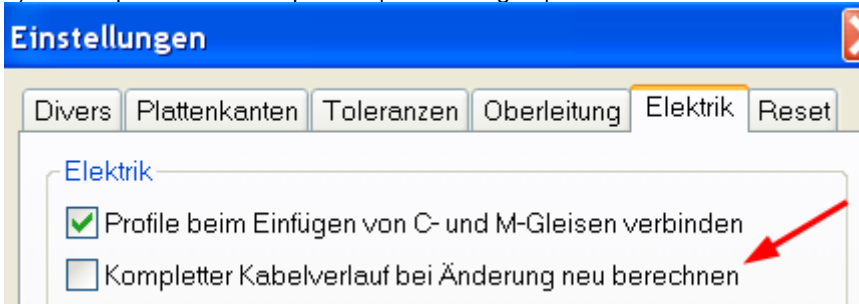 Einstellungen
Divers Plattenkanten Toleranzen Oberleitung Elektrik Reset
Elektrik
Profile beim Einfügen von C- und M-Gleisen verbinden
Kompletter Kabelverlauf bei Änderung neu berechnen